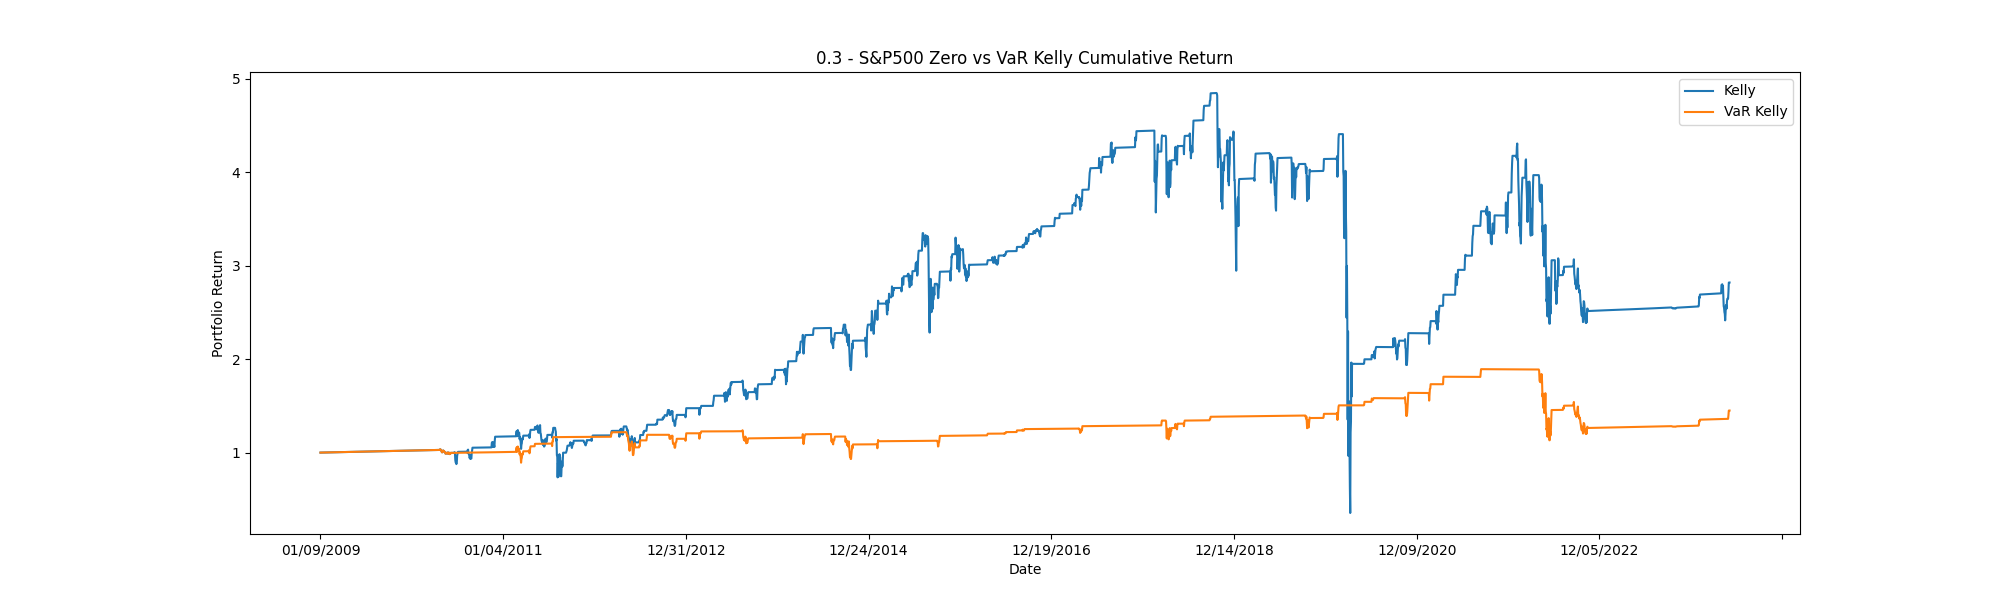 0.3 - S&P500 Zero vs VaR Kelly Cumulative Return
Kelly
VaR Kelly
Portfolio Return
5
4
3
2
1
01/09/2009 01/04/2011 12/31/2012 12/24/2014 12/19/2016 12/14/2018 12/09/2020 12/05/2022
Date